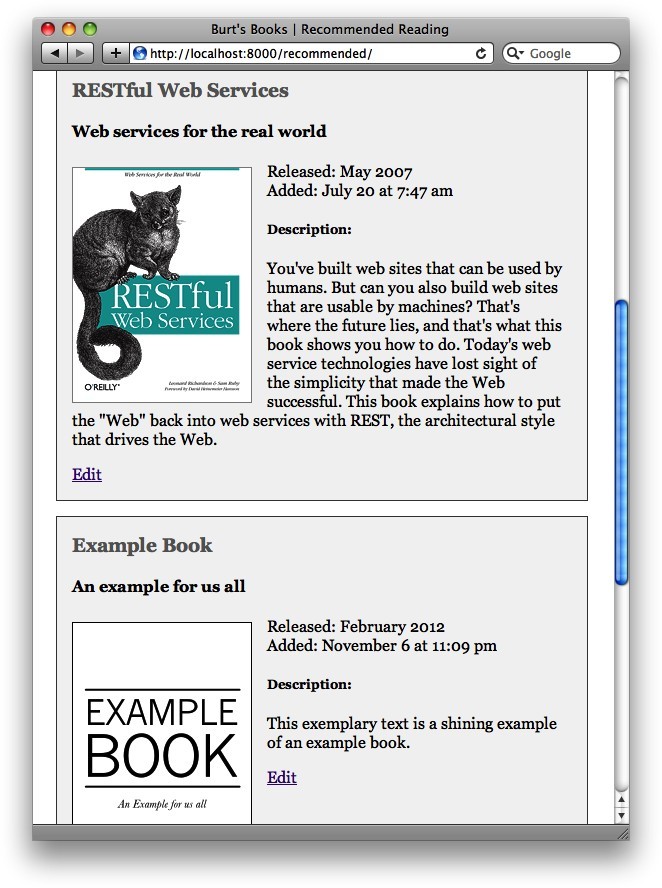 Burt's Books | Recommended Reading
http://localhost:8000/recommended/
Google
RESTful Web Services
Web services for the real world
Web Services for the Real World
RESTful
Web Services
O'REILLY®
Leonard Richardson & Sam Ruby
Foreword by David Heinemeier Hansson
Released: May 2007
Added: July 20 at 7:47 am
Description:
You've built web sites that can be used by
humans. But can you also build web sites
that are usable by machines? That's
where the future lies, and that's what this
book shows you how to do. Today's web
service technologies have lost sight of
the simplicity that made the Web
successful. This book explains how to put
the "Web" back into web services with REST, the architectural style
that drives the Web.
Edit
Example Book
An example for us all
EXAMPLE
BOOK
An Example for us all
Released: February 2012
Added: November 6 at 11:09 pm
Description:
This exemplary text is a shining example
of an example book.
Edit